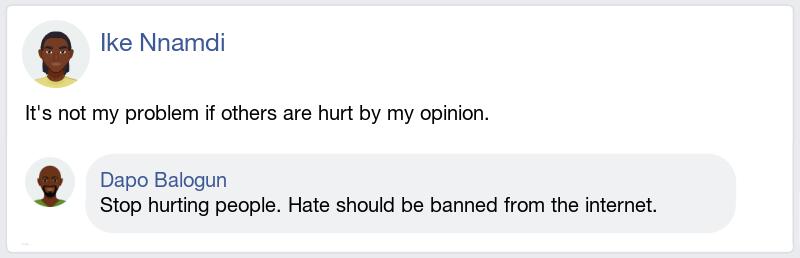 Ike Nnamdi
It's not my problem if others are hurt by my opinion.
Dapo Balogun
Stop hurting people. Hate should be banned from the internet.